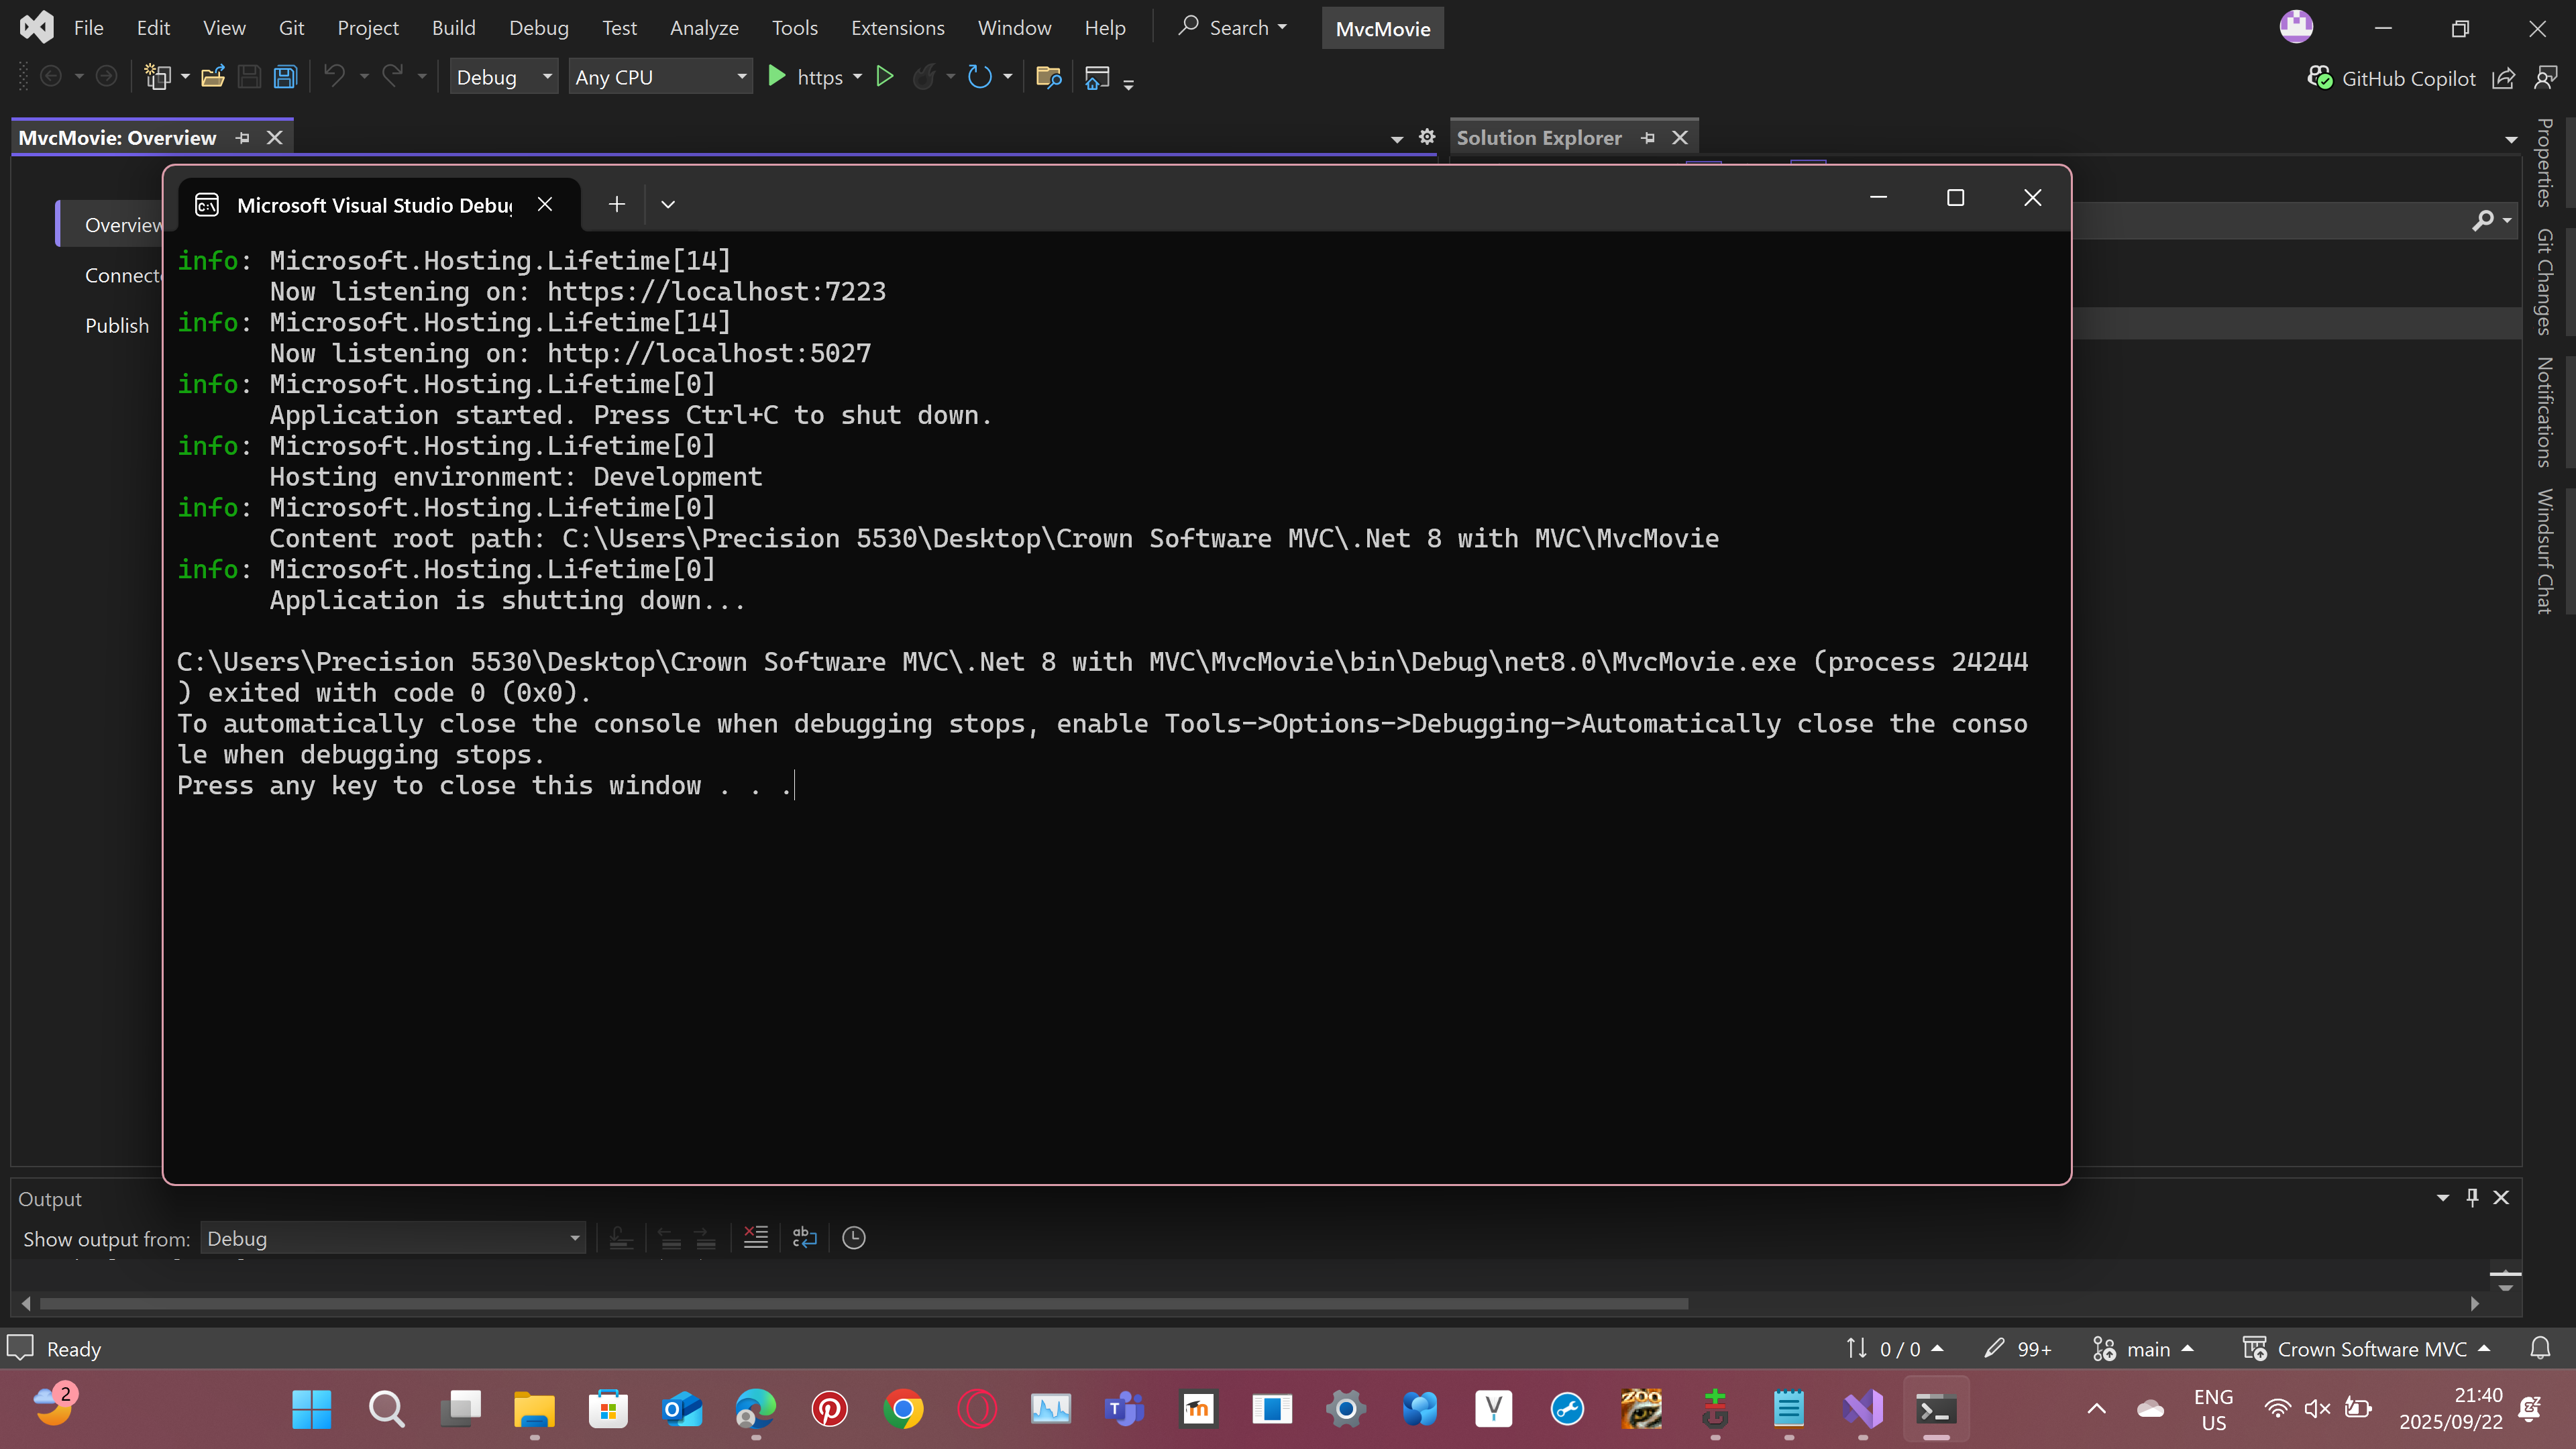 File Edit View Git Project Build Debug Test Analyze Tools Extensions Window Help Search MvcMovie
Debug Any CPU https GitHub Copilot
MvcMovie: Overview Solution Explorer
Microsoft Visual Studio Debug
Overview
Connecte
Publish
info: Microsoft.Hosting.Lifetime[14]
Now listening on: https://localhost:7223
info: Microsoft.Hosting.Lifetime[14]
Now listening on: http://localhost:5027
info: Microsoft.Hosting.Lifetime[0]
Application started. Press Ctrl+C to shut down.
info: Microsoft.Hosting.Lifetime[0]
Hosting environment: Development
info: Microsoft.Hosting.Lifetime[0]
Content root path: C:\Users\Precision 5530\Desktop\Crown Software MVC\.Net 8 with MVC\MvcMovie
info: Microsoft.Hosting.Lifetime[0]
Application is shutting down...
C:\Users\Precision 5530\Desktop\Crown Software MVC\.Net 8 with MVC\MvcMovie\bin\Debug\net8.0\MvcMovie.exe (process 24244
) exited with code 0 (0x0).
To automatically close the console when debugging stops, enable Tools->Options->Debugging->Automatically close the conso
le when debugging stops.
Press any key to close this window . . .
Properties
Git Changes
Notifications
Windsurf Chat
Output
Show output from: Debug
Ready 0 / 0 99+ main Crown Software MVC
2
ENG
US
21:40
2025/09/22